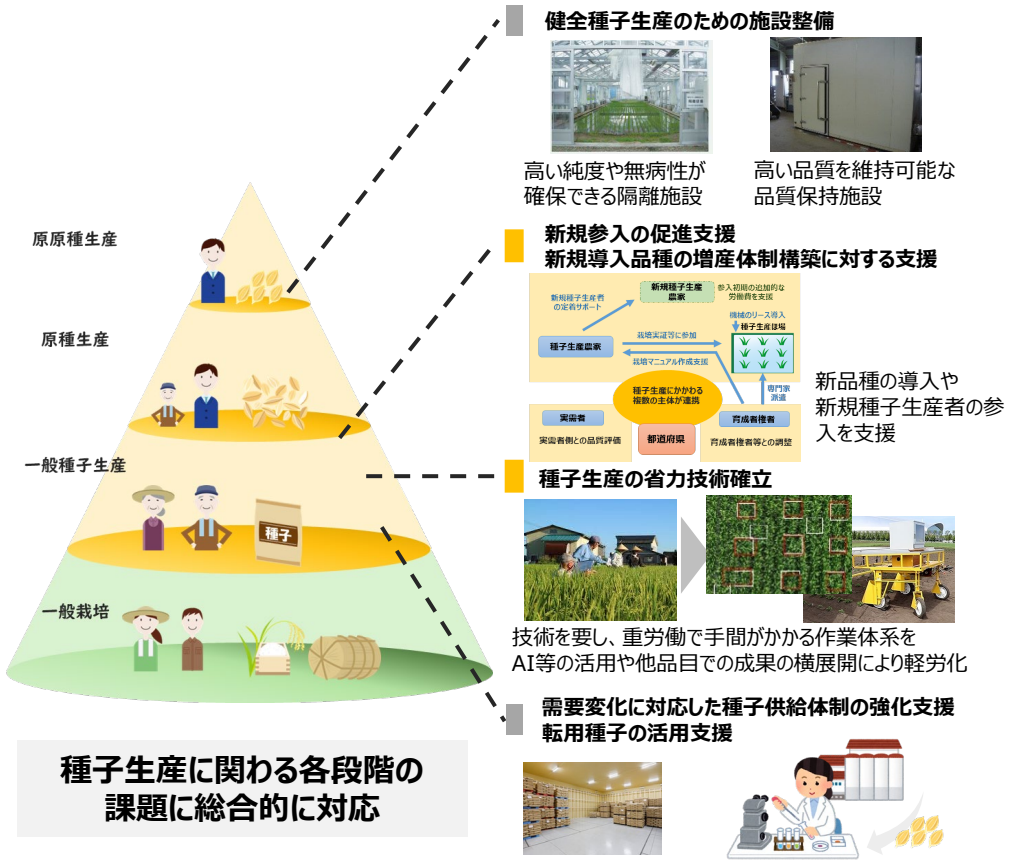 健全種子生産のための施設整備
高い純度や無病性が
確保できる隔離施設
高い品質を維持可能な
品質保持施設
原原種生産
原種生産
一般種子生産
種子
一般栽培
新規参入の促進支援
新規導入品種の増産体制構築に対する支援
新規種子生産者
の定着サポート
新規種子生産
農家
参入初期の追加的な
労働費を支援
機械のリース導入
種子生産ほ場
種子生産農家
栽培実証等に参加
栽培マニュアル作成支援
専門家
派遣
種子生産にかかわる
複数の主体が連携
実需者
実需者側との品質評価
都道府県
育成者権者
育成者権者等との調整
新品種の導入や
新規種子生産者の参
入を支援
種子生産の省力技術確立
技術を要し、重労働で手間がかかる作業体系を
AI等の活用や他品目での成果の横展開により軽労化
需要変化に対応した種子供給体制の強化支援
転用種子の活用支援
種子生産に関わる各段階の
課題に総合的に対応